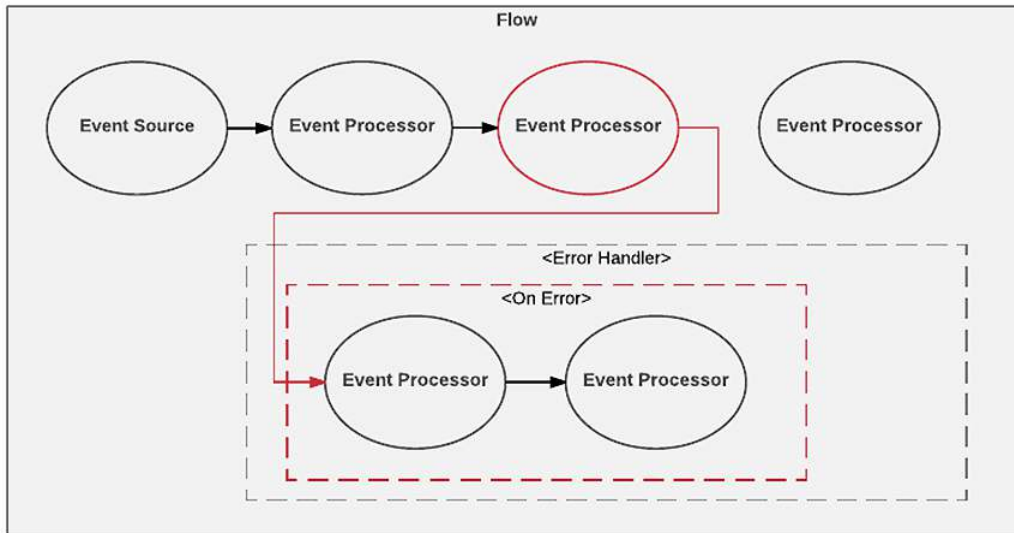 Flow
Event Source
Event Processor
Event Processor
Event Processor
<Error Handler>
<On Error>
Event Processor
Event Processor